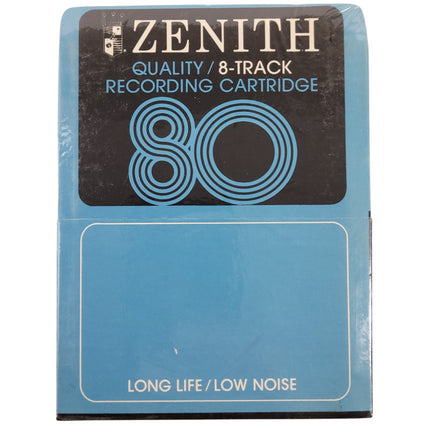 ZENITH
QUALITY / 8-TRACK
RECORDING CARTRIDGE
80
LONG LIFE / LOW NOISE